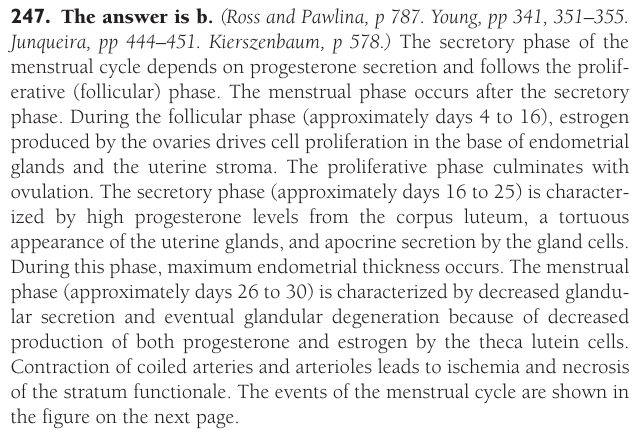 247. The answer is b. (Ross and Pawlina, p 787. Young, pp 341, 351–355.
Junqueira, pp 444–451. Kierszenbaum, p 578.) The secretory phase of the
menstrual cycle depends on progesterone secretion and follows the prolif-
erative (follicular) phase. The menstrual phase occurs after the secretory
phase. During the follicular phase (approximately days 4 to 16), estrogen
produced by the ovaries drives cell proliferation in the base of endometrial
glands and the uterine stroma. The proliferative phase culminates with
ovulation. The secretory phase (approximately days 16 to 25) is character-
ized by high progesterone levels from the corpus luteum, a tortuous
appearance of the uterine glands, and apocrine secretion by the gland cells.
During this phase, maximum endometrial thickness occurs. The menstrual
phase (approximately days 26 to 30) is characterized by decreased glandu-
lar secretion and eventual glandular degeneration because of decreased
production of both progesterone and estrogen by the theca lutein cells.
Contraction of coiled arteries and arterioles leads to ischemia and necrosis
of the stratum functionale. The events of the menstrual cycle are shown in
the figure on the next page.